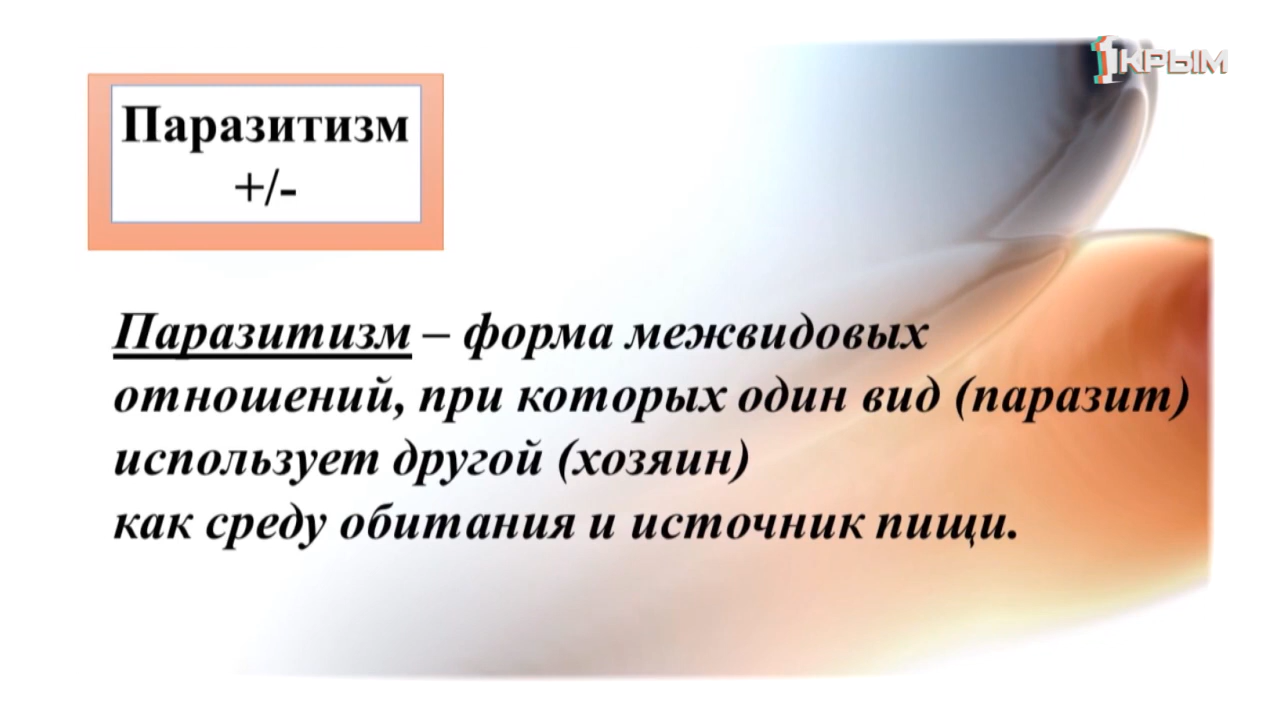 1КРЫМ
Паразитизм
+/-
Паразитизм – форма межвидовых
отношений, при которых один вид (паразит)
использует другой (хозяин)
как среду обитания и источник пищи.